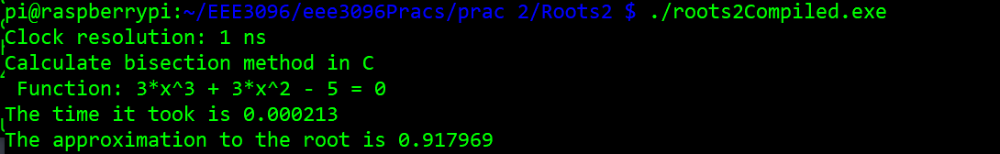 pi@raspberrypi:~/EEE3096/eee3096Pracs/prac 2/Roots2 $ ./roots2Compiled.exe
Clock resolution: 1 ns
Calculate bisection method in C
 Function: 3*x^3 + 3*x^2 - 5 = 0
The time it took is 0.000213
The approximation to the root is 0.917969